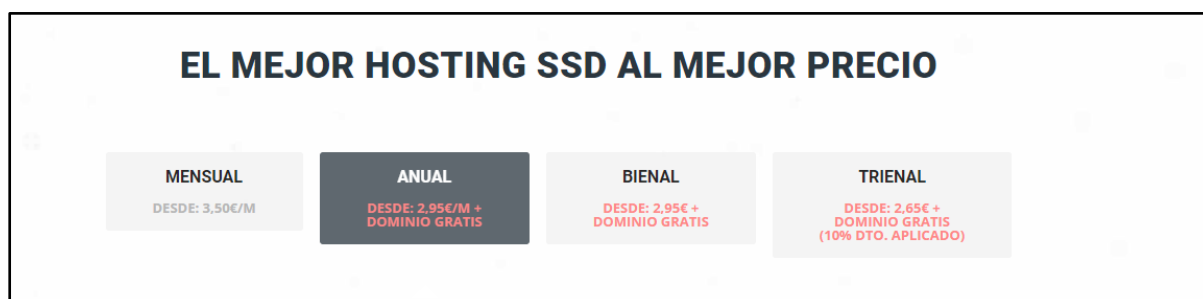 EL MEJOR HOSTING SSD AL MEJOR PRECIO
MENSUAL
DESDE: 3,50€/M
ANUAL
DESDE: 2,95€/M +
DOMINIO GRATIS
BIENAL
DESDE: 2,95€ +
DOMINIO GRATIS
TRIENAL
DESDE: 2,65€ +
DOMINIO GRATIS
(10% DTO. APLICADO)